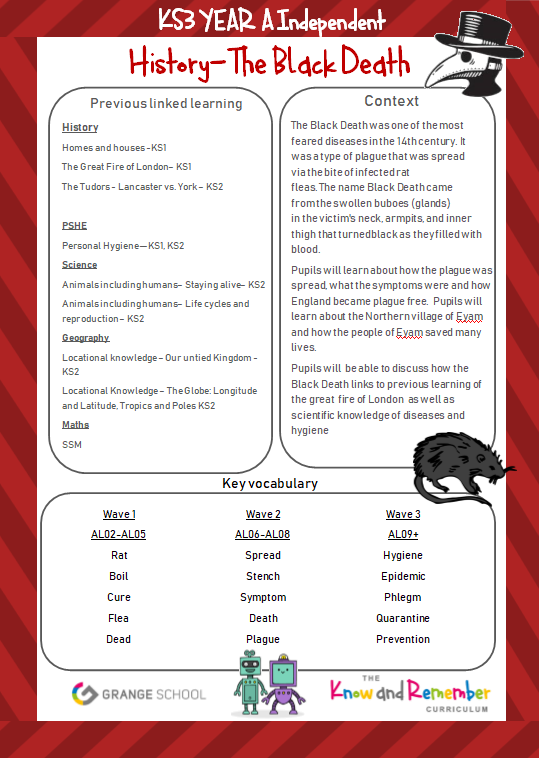 KS3 YEAR A Independent
History-The Black Death
Previous linked learning
History
Homes and houses -KS1
The Great Fire of London– KS1
The Tudors - Lancaster vs. York – KS2
PSHE
Personal Hygiene—KS1, KS2
Science
Animals including humans– Staying alive- KS2
Animals including humans– Life cycles and
reproduction – KS2
Geography
Locational knowledge – Our untied Kingdom -
KS2
Locational Knowledge – The Globe: Longitude
and Latitude, Tropics and Poles KS2
Maths
SSM
Context
The Black Death was one of the most
feared diseases in the 14th century. It
was a type of plague that was spread
via the bite of infected rat
fleas. The name Black Death came
from the swollen buboes (glands)
in the victim's neck, armpits, and inner
thigh that turned black as they filled with
blood.
Pupils will learn about how the plague was
spread, what the symptoms were and how
England became plague free. Pupils will
learn about the Northern village of Eyam
and how the people of Eyam saved many
lives.
Pupils will be able to discuss how the
Black Death links to previous learning of
the great fire of London as well as
scientific knowledge of diseases and
hygiene
Key vocabulary
Wave 1
AL02-AL05
Rat
Boil
Cure
Flea
Dead
Wave 2
AL06-AL08
Spread
Stench
Symptom
Death
Plague
Wave 3
AL09+
Hygiene
Epidemic
Phlegm
Quarantine
Prevention
GRANGE SCHOOL
THE
Know and Remember
CURRICULUM